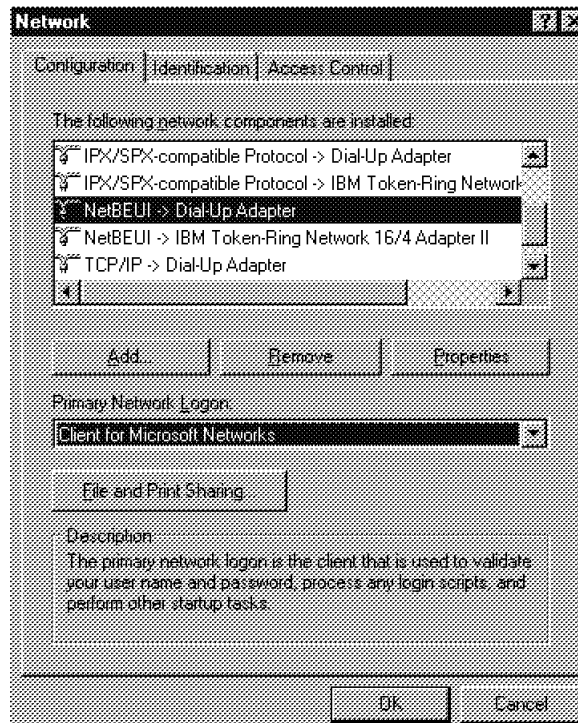 Network
Configuration Identification Access Control
The following network components are installed:
IPX/SPX-compatible Protocol -> Dial-Up Adapter
IPX/SPX-compatible Protocol -> IBM Token-Ring Network
NetBEUI -> Dial-Up Adapter
NetBEUI -> IBM Token-Ring Network 16/4 Adapter II
TCP/IP -> Dial-Up Adapter
Add... Remove Properties
Primary Network Logon:
Client for Microsoft Networks
File and Print Sharing...
Description
The primary network logon is the client that is used to validate
your user name and password, process any login scripts, and
perform other startup tasks.
OK Cancel